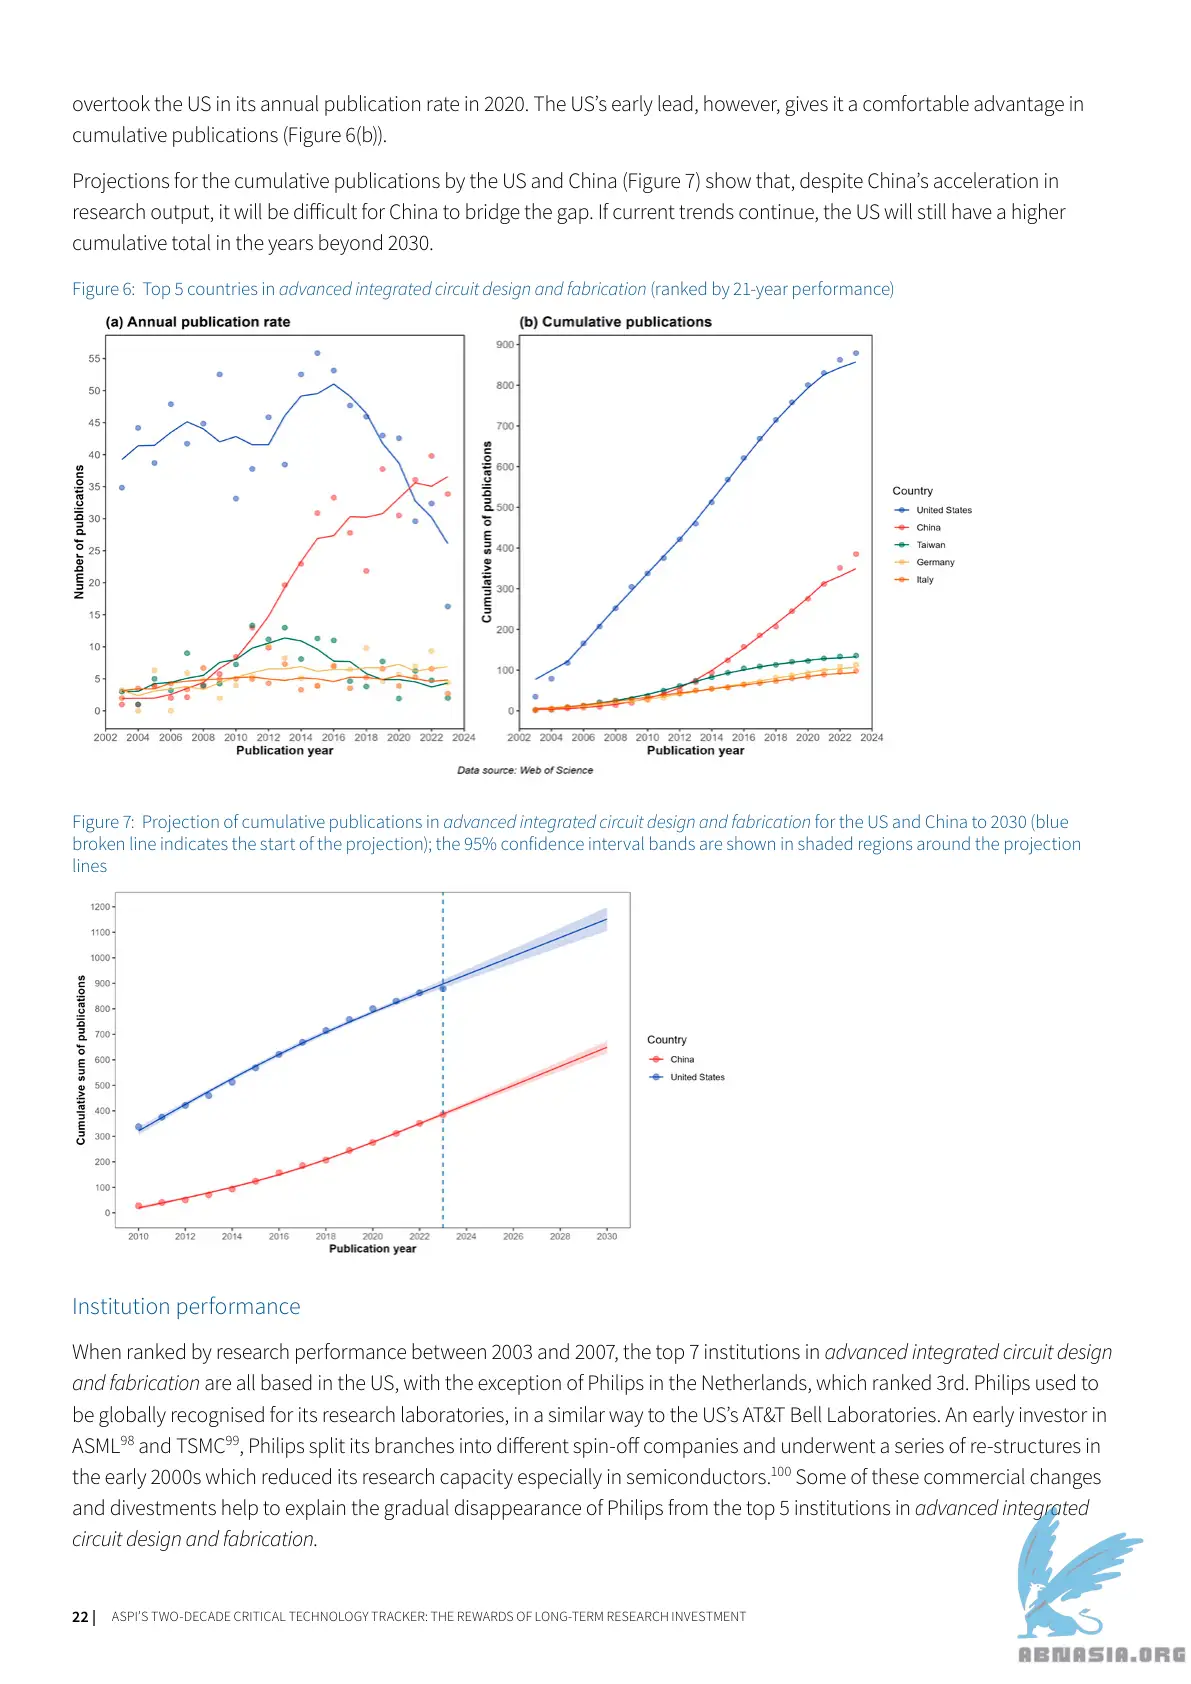 overtook the US in its annual publication rate in 2020. The US’s early lead, however, gives it a comfortable advantage in
cumulative publications (Figure 6(b)).
Projections for the cumulative publications by the US and China (Figure 7) show that, despite China’s acceleration in
research output, it will be difficult for China to bridge the gap. If current trends continue, the US will still have a higher
cumulative total in the years beyond 2030.
Figure 6: Top 5 countries in advanced integrated circuit design and fabrication (ranked by 21-year performance)
(a) Annual publication rate
Number of publications
55
50
45
40
35
30
25
20
15
10
5
0
2002 2004 2006 2008 2010 2012 2014 2016 2018 2020 2022 2024
Publication year
(b) Cumulative publications
Cumulative sum of publications
900
800
700
600
500
400
300
200
100
0
2002 2004 2006 2008 2010 2012 2014 2016 2018 2020 2022 2024
Publication year
Country
United States
China
Taiwan
Germany
Italy
Data source: Web of Science
Figure 7: Projection of cumulative publications in advanced integrated circuit design and fabrication for the US and China to 2030 (blue
broken line indicates the start of the projection); the 95% confidence interval bands are shown in shaded regions around the projection
lines
Cumulative sum of publications
1200
1100
1000
900
800
700
600
500
400
300
200
100
0
2010 2012 2014 2016 2018 2020 2022 2024 2026 2028 2030
Publication year
Country
China
United States
Institution performance
When ranked by research performance between 2003 and 2007, the top 7 institutions in advanced integrated circuit design
and fabrication are all based in the US, with the exception of Philips in the Netherlands, which ranked 3rd. Philips used to
be globally recognised for its research laboratories, in a similar way to the US’s AT&T Bell Laboratories. An early investor in
ASML98 and TSMC99, Philips split its branches into different spin-off companies and underwent a series of re-structures in
the early 2000s which reduced its research capacity especially in semiconductors.100 Some of these commercial changes
and divestments help to explain the gradual disappearance of Philips from the top 5 institutions in advanced integrated
circuit design and fabrication.
22 | ASPI’S TWO-DECADE CRITICAL TECHNOLOGY TRACKER: THE REWARDS OF LONG-TERM RESEARCH INVESTMENT
ABNASIA.ORG